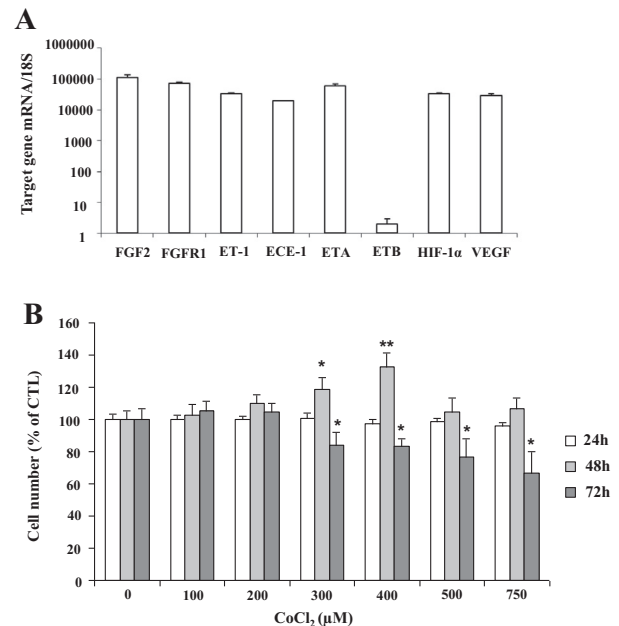 A
Target gene mRNA/18S
1000000
100000
10000
1000
100
10
1
FGF2 FGFR1 ET-1 ECE-1 ETA ETB HIF-1α VEGF
B
Cell number (% of CTL)
160
140
120
100
80
60
40
20
0
* * ** * * *
24h
48h
72h
0 100 200 300 400 500 750
CoCl₂ (µM)